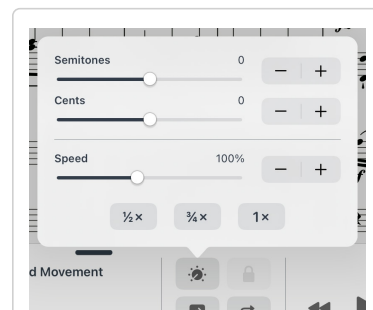 Semitones 0
Cents 0
Speed 100%
½× ¾× 1×
d Movement